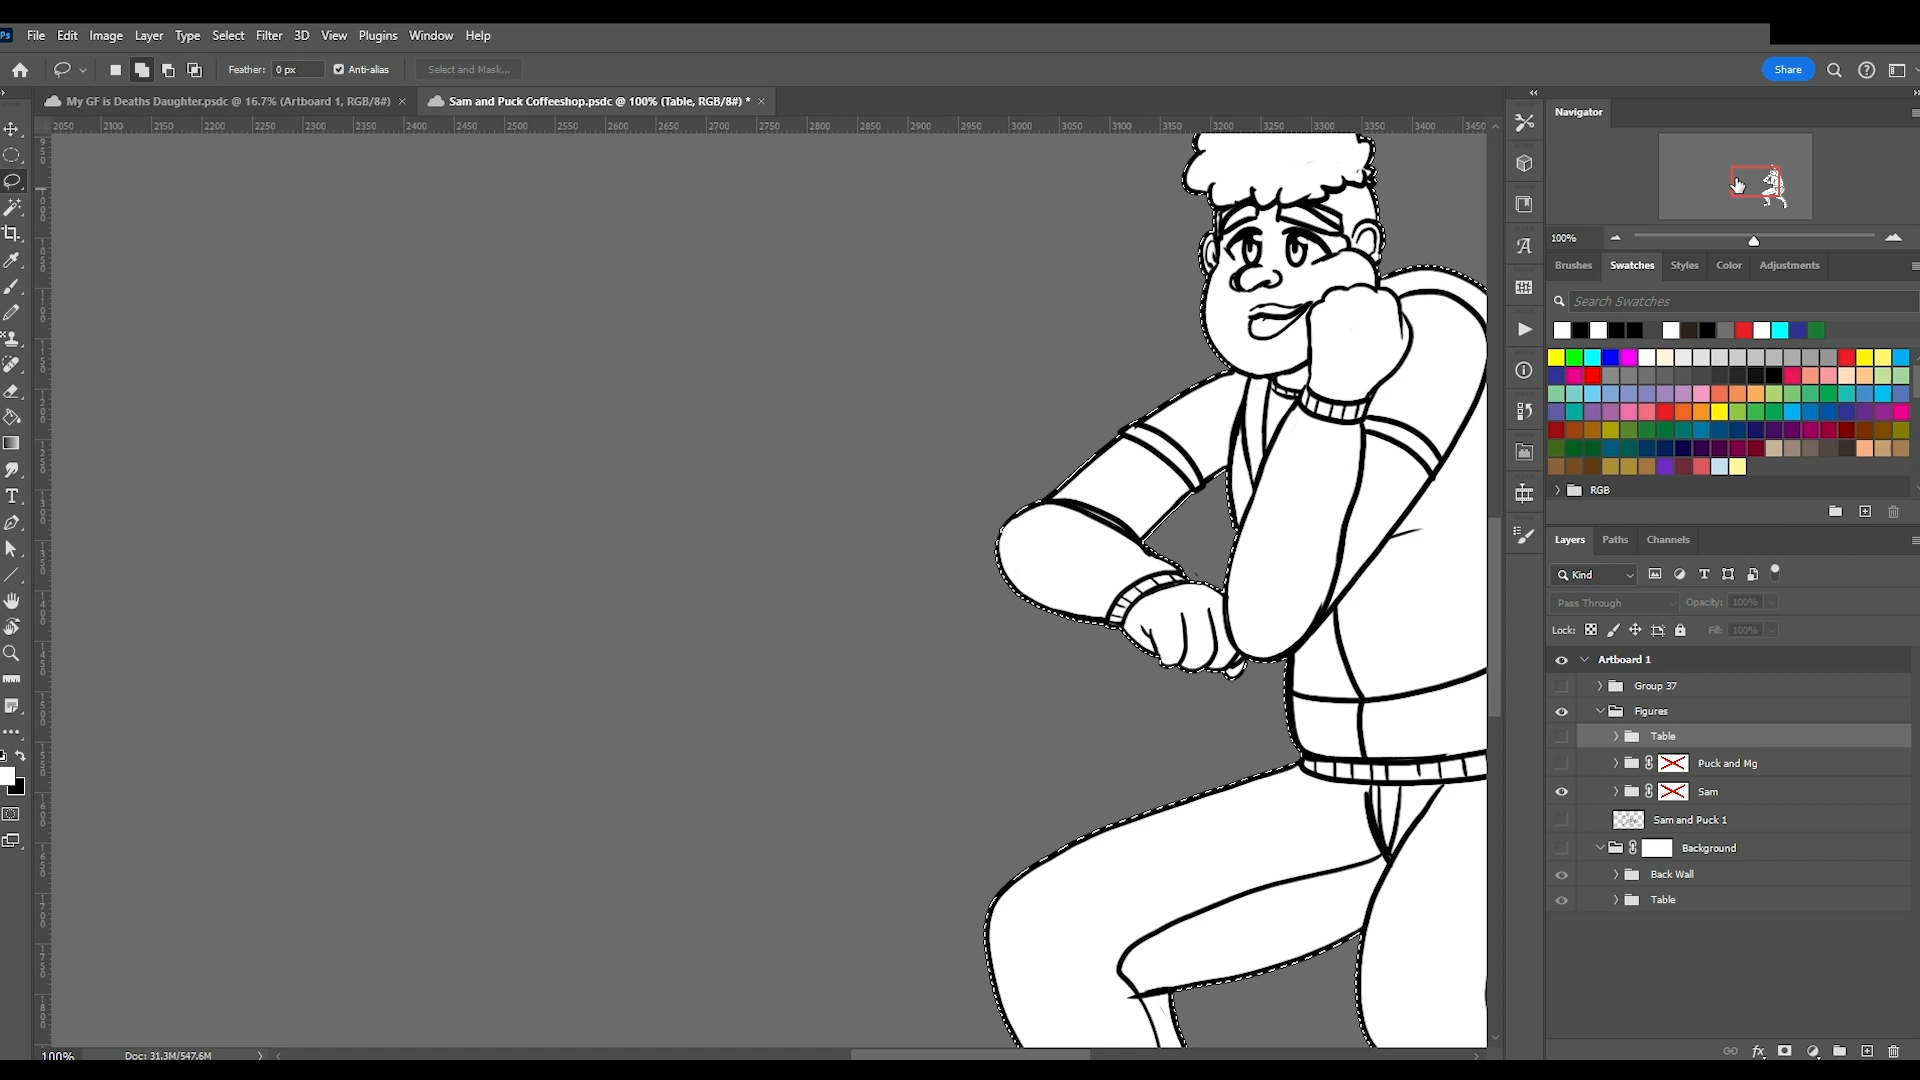 Ps File Edit Image Layer Type Select Filter 3D View Plugins Window Help
Feather: 0 px Anti-alias Select and Mask... Share
My GF is Deaths Daughter.psdc @ 16.7% (Artboard 1, RGB/8#) × Sam and Puck Coffeeshop.psdc @ 100% (Table, RGB/8#) * ×
2050 2100 2150 2200 2250 2300 2350 2400 2450 2500 2550 2600 2650 2700 2750 2800 2850 2900 2950 3000 3050 3100 3150 3200 3250 3300 3350 3400 3450
Navigator
100%
Brushes Swatches Styles Color Adjustments
Search Swatches
RGB
Layers Paths Channels
Kind
Pass Through Opacity: 100%
Lock: Fill: 100%
Artboard 1
Group 37
Figures
Table
Puck and Mg
Sam
Sam and Puck 1
Background
Back Wall
Table
fx
100% Doc: 31.3M/547.6M